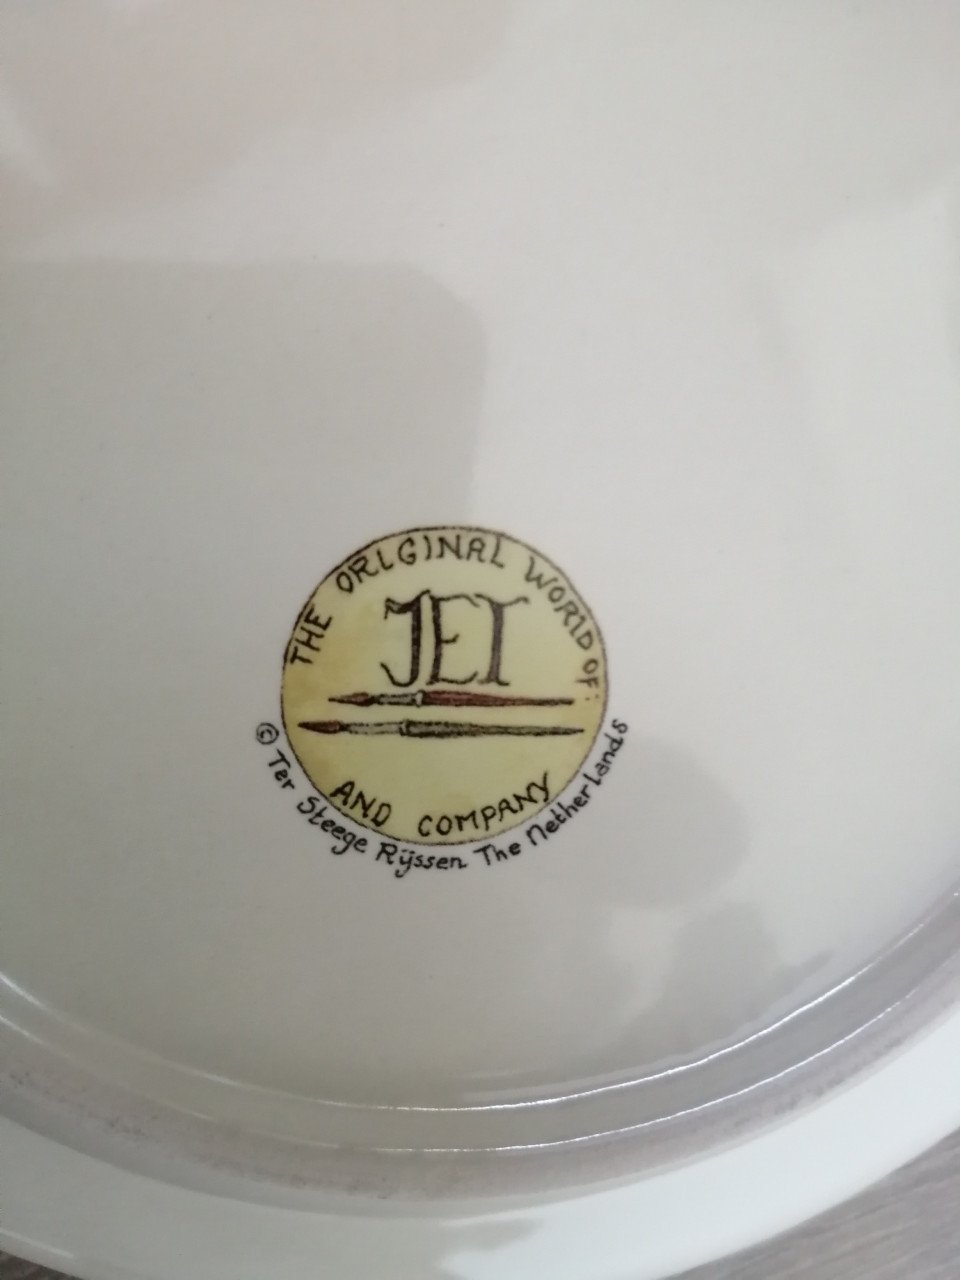 THE ORIGINAL WORLD OF:
JET
AND COMPANY
© Ter Steege Rijssen The Netherlands